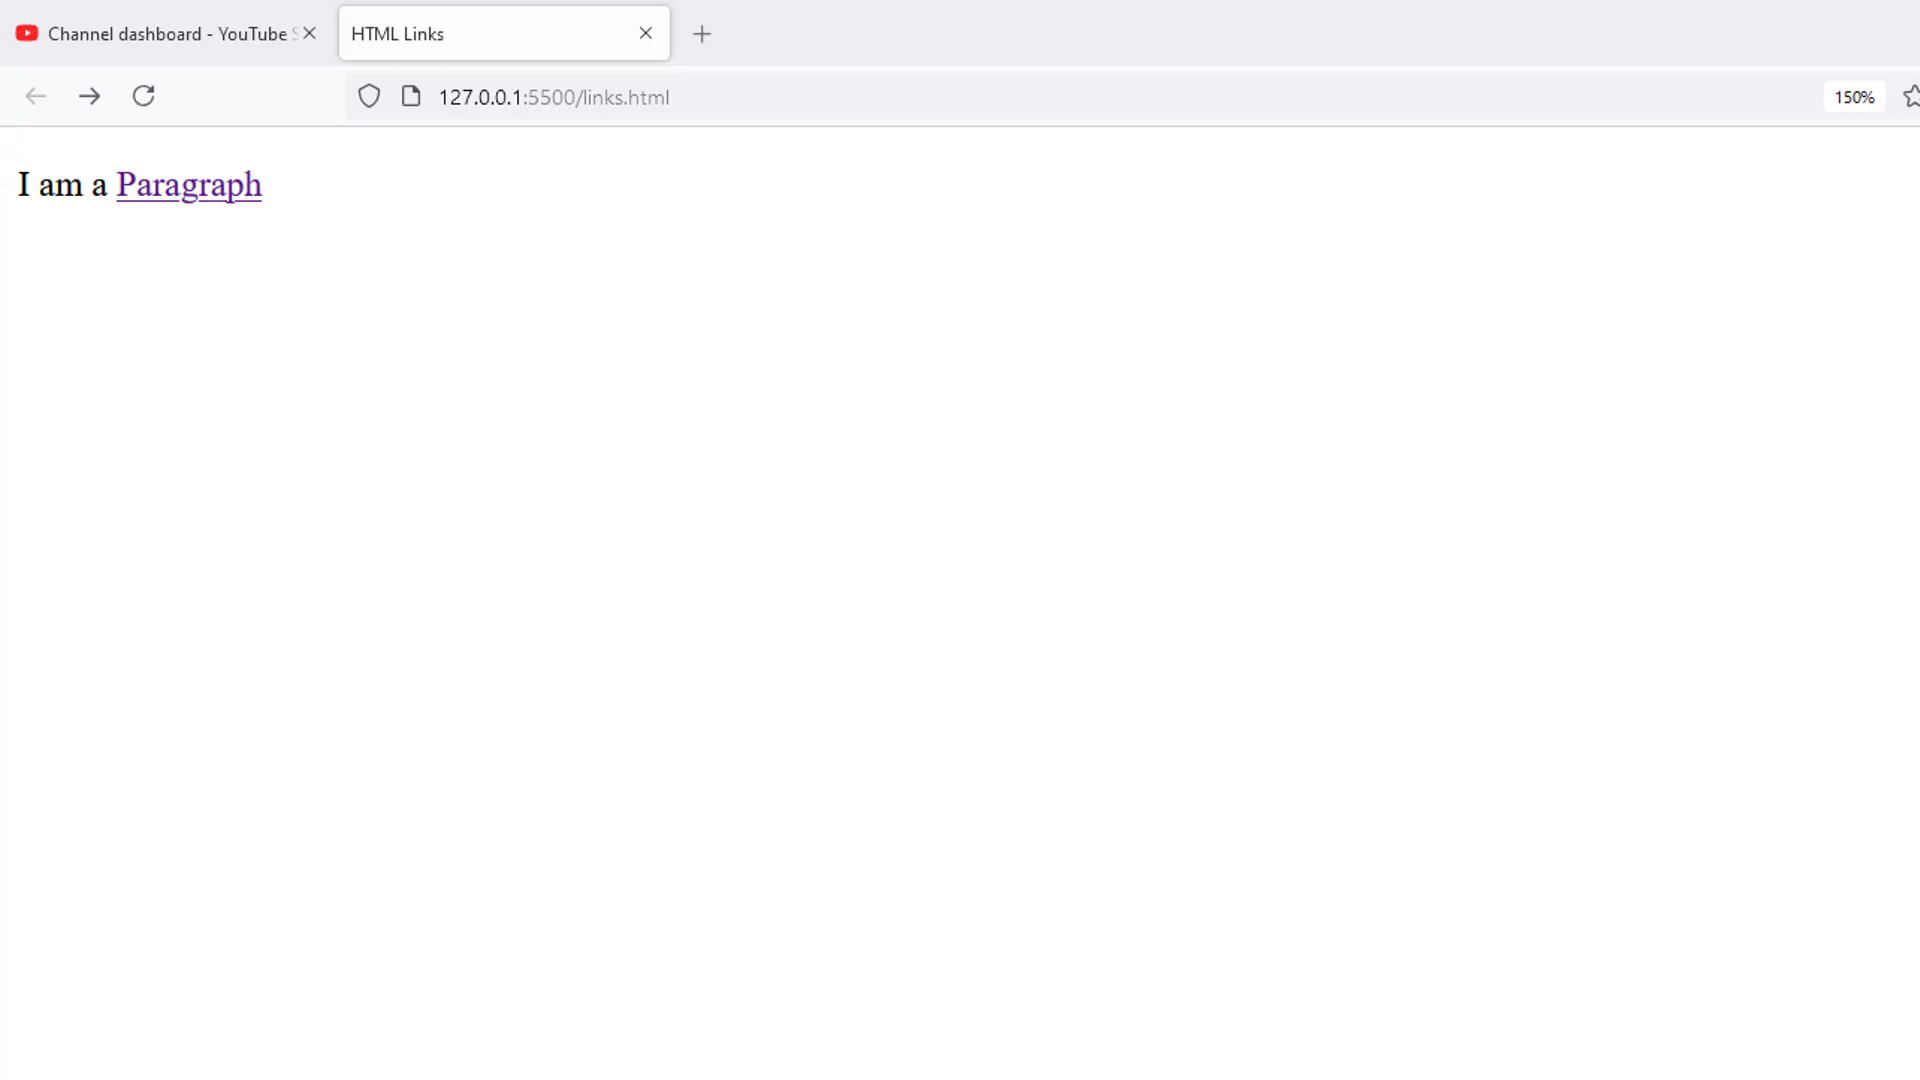 Channel dashboard - YouTube
HTML Links
127.0.0.1:5500/links.html
150%
I am a Paragraph